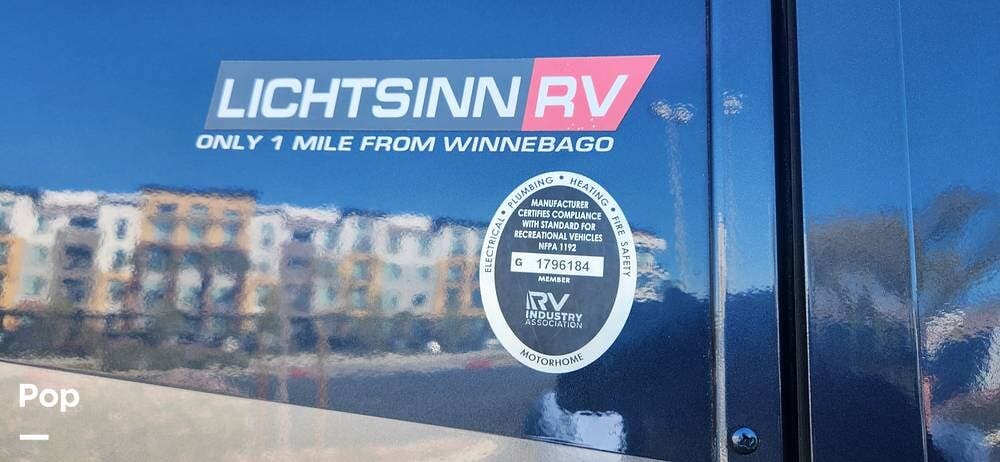 LICHTSINN RV
ONLY 1 MILE FROM WINNEBAGO
ELECTRICAL • PLUMBING • HEATING • FIRE SAFETY
MANUFACTURER
CERTIFIES COMPLIANCE
WITH STANDARD FOR
RECREATIONAL VEHICLES
NFPA 1192
G 1796184
MEMBER
RV
INDUSTRY
ASSOCIATION
MOTORHOME
Pop